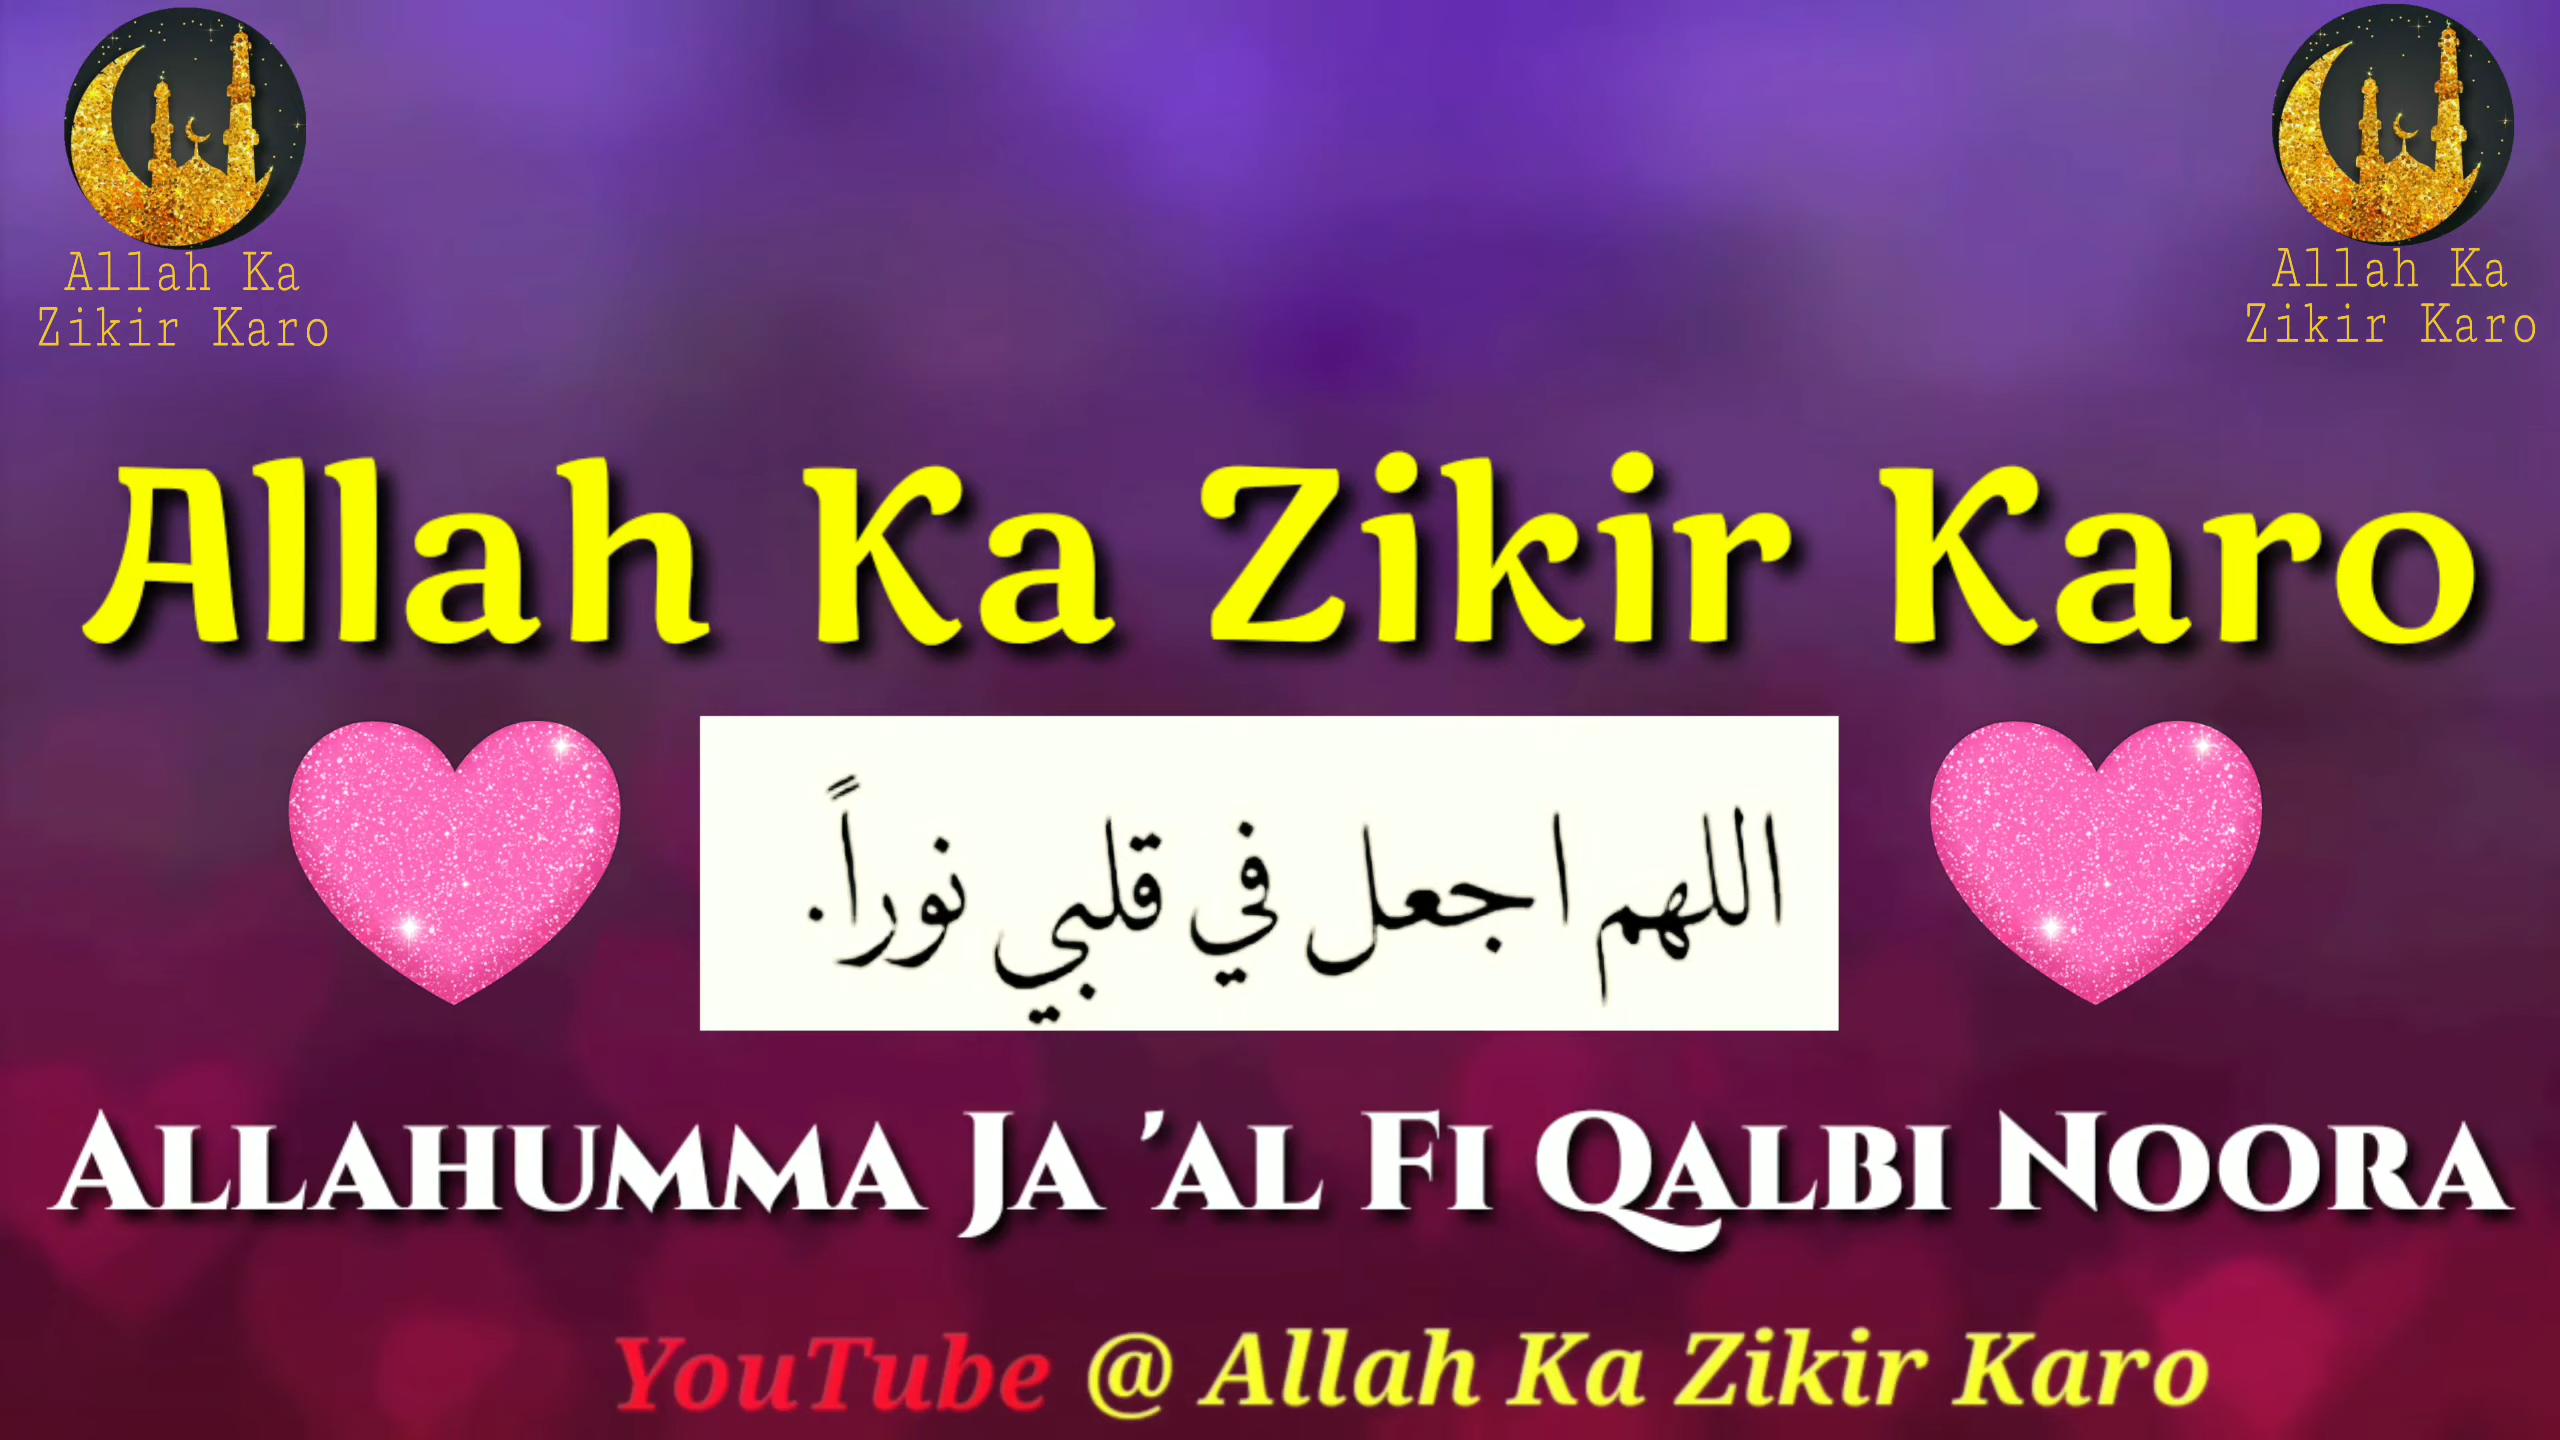 Allah Ka
Zikir Karo
Allah Ka
Zikir Karo
Allah Ka Zikir Karo
اللهم اجعل في قلبي نوراً.
Allahumma Ja 'al Fi Qalbi Noora
YouTube @ Allah Ka Zikir Karo